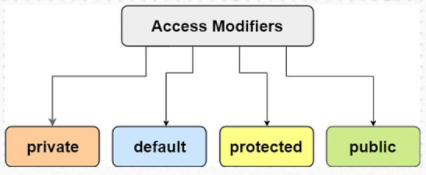 Access Modifiers
private
default
protected
public